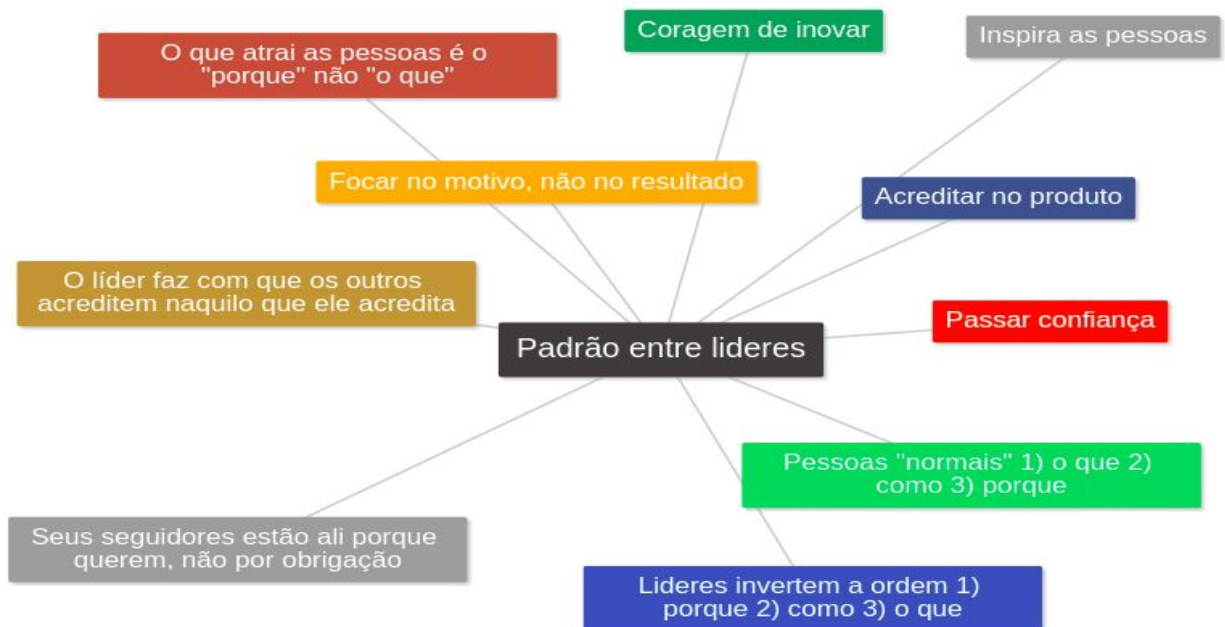 O que atrai as pessoas é o
"porque" não "o que"
Coragem de inovar
Inspira as pessoas
Focar no motivo, não no resultado
Acreditar no produto
O líder faz com que os outros
acreditem naquilo que ele acredita
Passar confiança
Padrão entre lideres
Pessoas "normais" 1) o que 2)
como 3) porque
Seus seguidores estão ali porque
querem, não por obrigação
Lideres invertem a ordem 1)
porque 2) como 3) o que